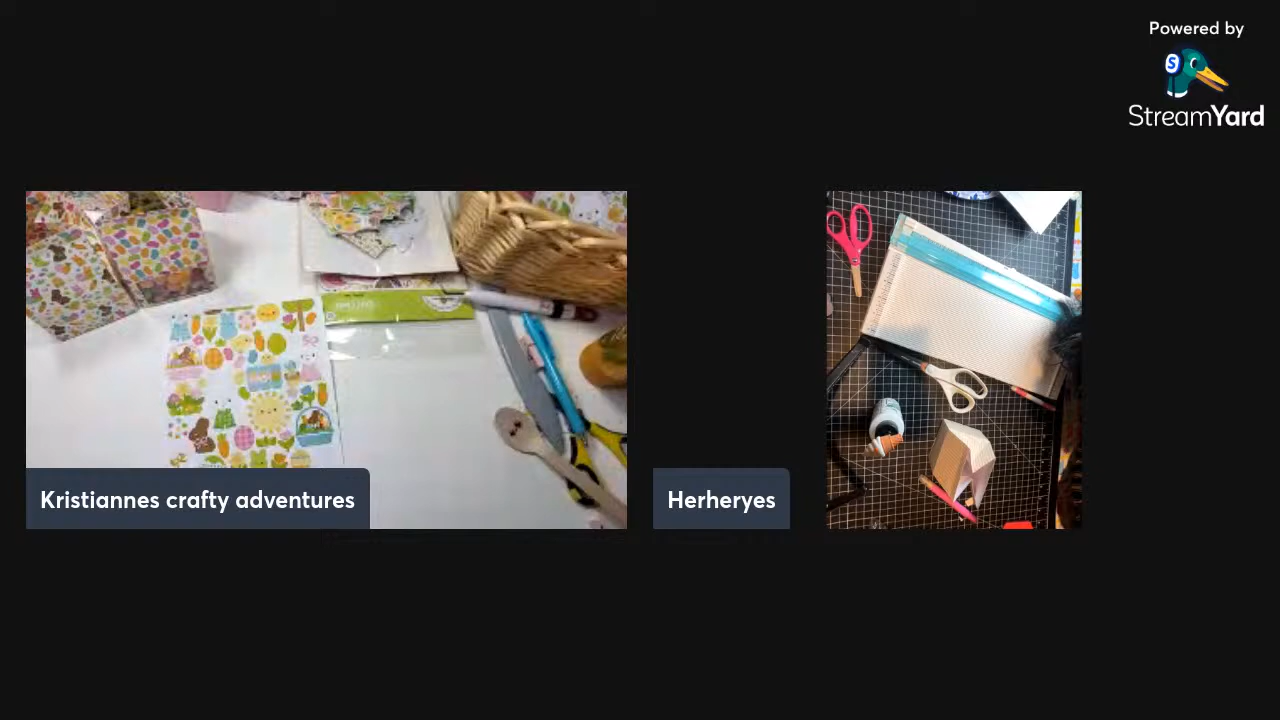 Powered by
S
StreamYard
Kristiannes crafty adventures
Herheryes